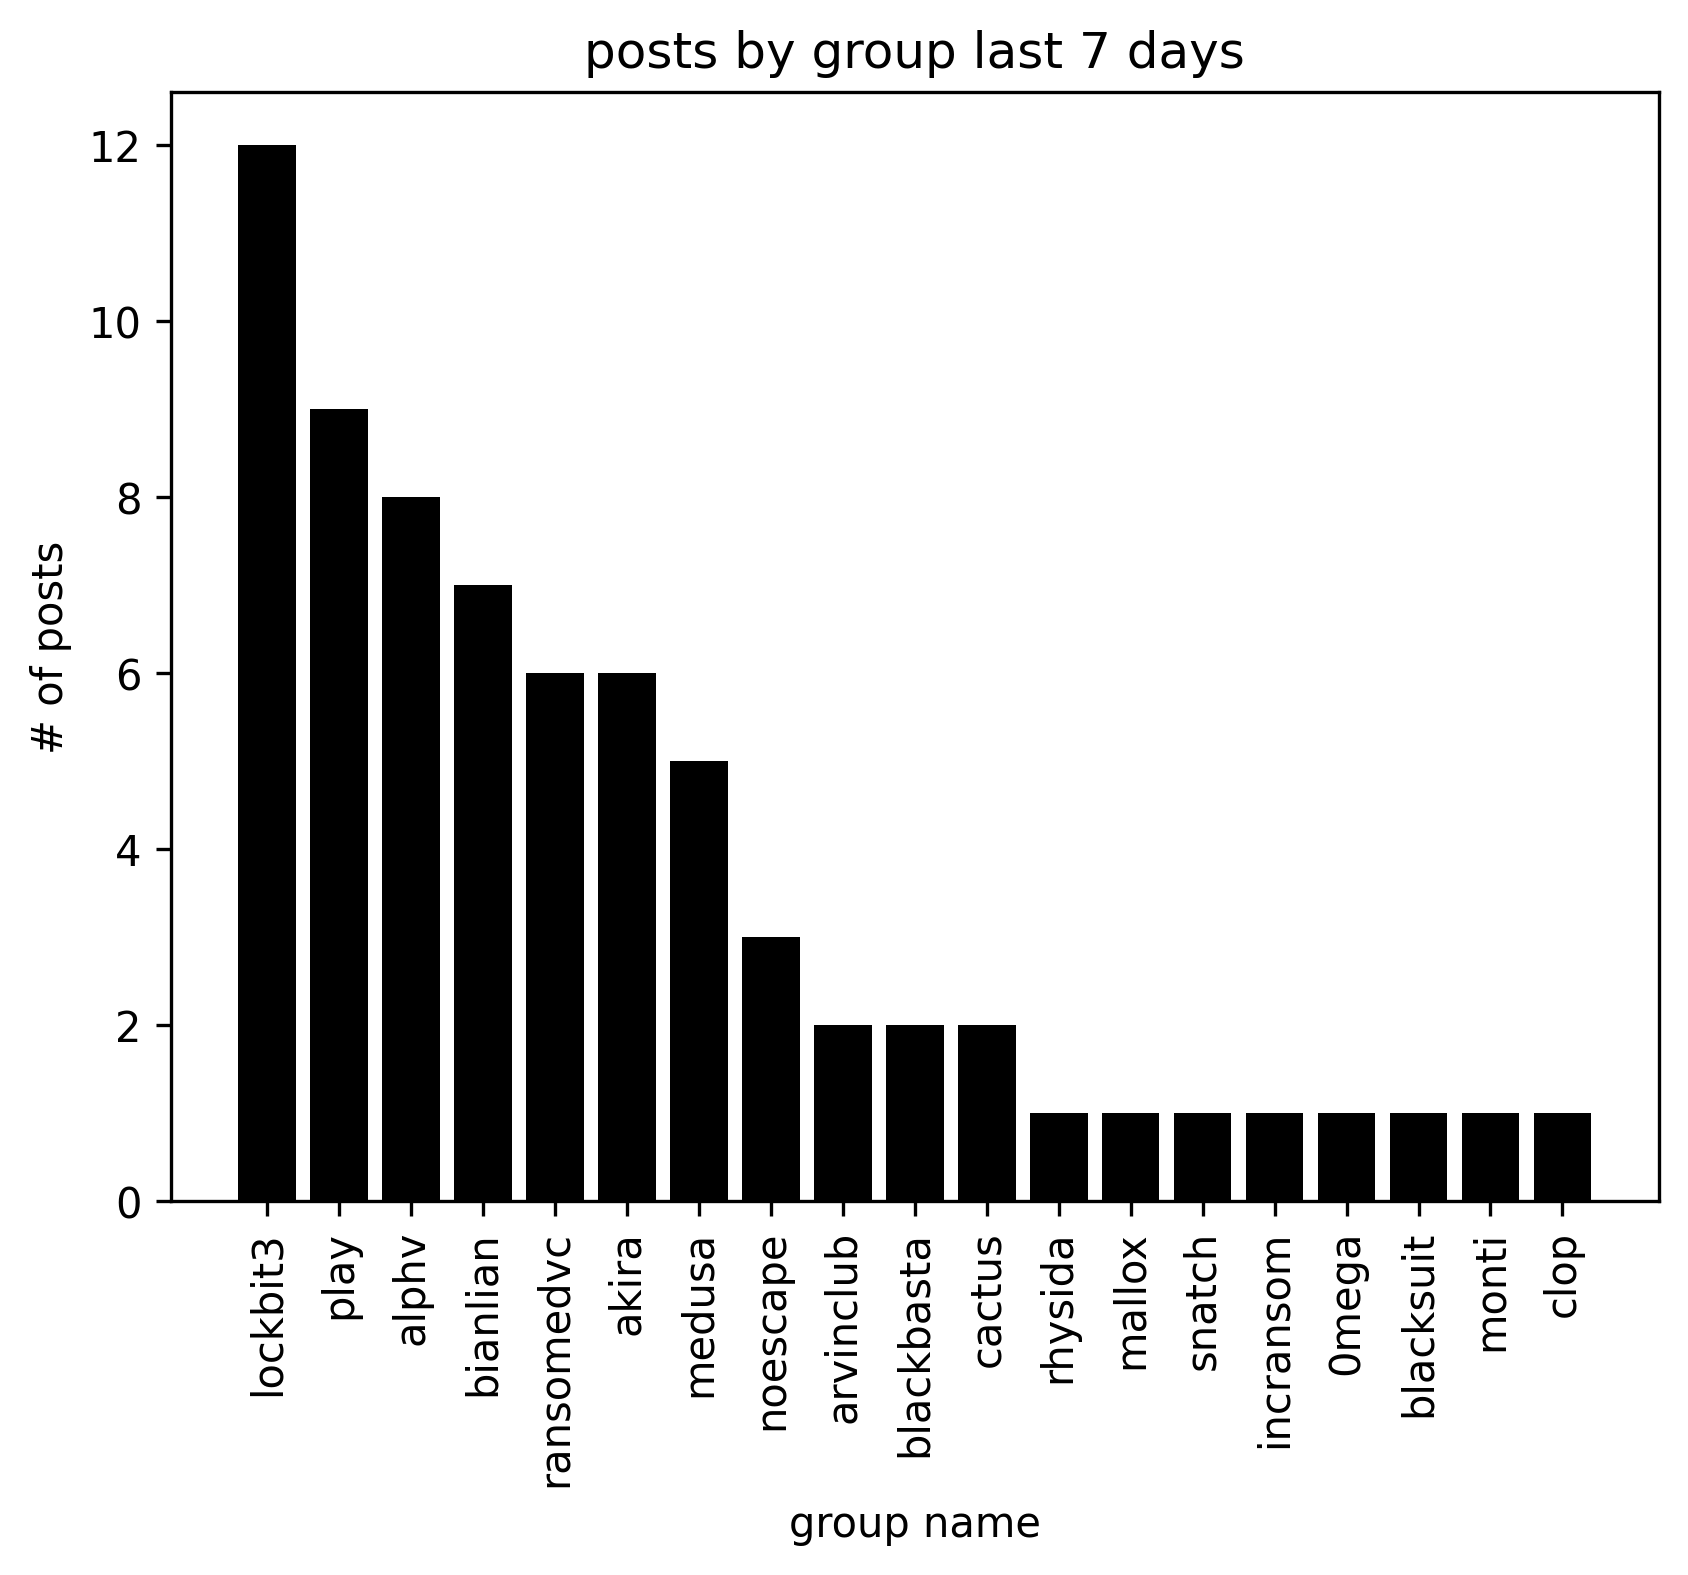 posts by group last 7 days
12
10
8
6
4
2
0
# of posts
lockbit3
play
alphv
bianlian
ransomedvc
akira
medusa
noescape
arvinclub
blackbasta
cactus
rhysida
mallox
snatch
incransom
0mega
blacksuit
monti
clop
group name